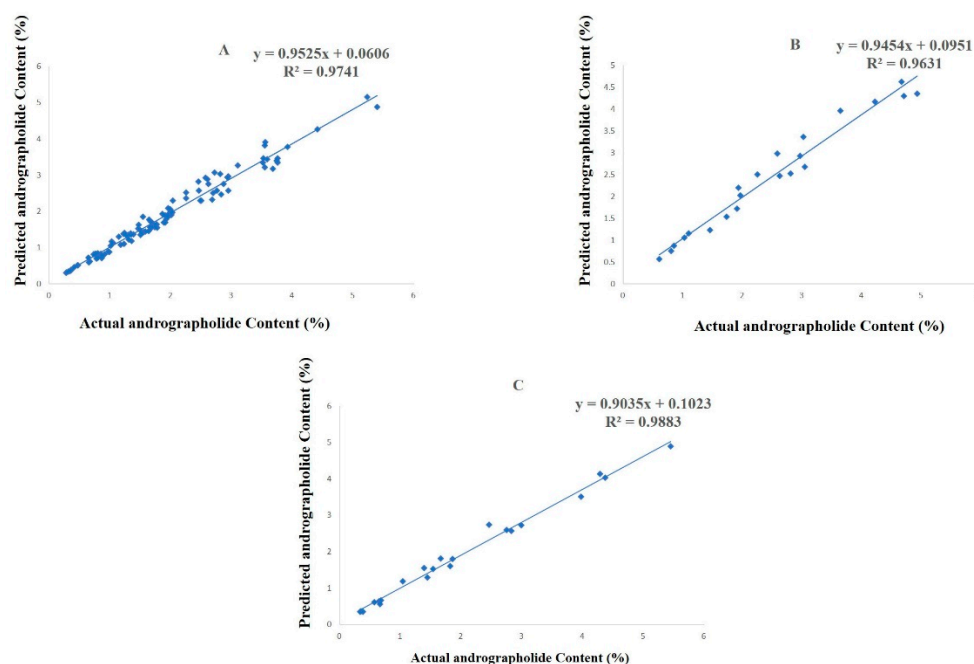 A
y = 0.9525x + 0.0606
R² = 0.9741
Predicted andrographolide Content (%)
6
5
4
3
2
1
0
0 1 2 3 4 5 6
Actual andrographolide Content (%)
B
y = 0.9454x + 0.0951
R² = 0.9631
Predicted andrographolide Content (%)
5
4.5
4
3.5
3
2.5
2
1.5
1
0.5
0
0 1 2 3 4 5
Actual andrographolide Content (%)
C
y = 0.9035x + 0.1023
R² = 0.9883
Predicted andrographolide Content (%)
6
5
4
3
2
1
0
0 1 2 3 4 5 6
Actual andrographolide Content (%)